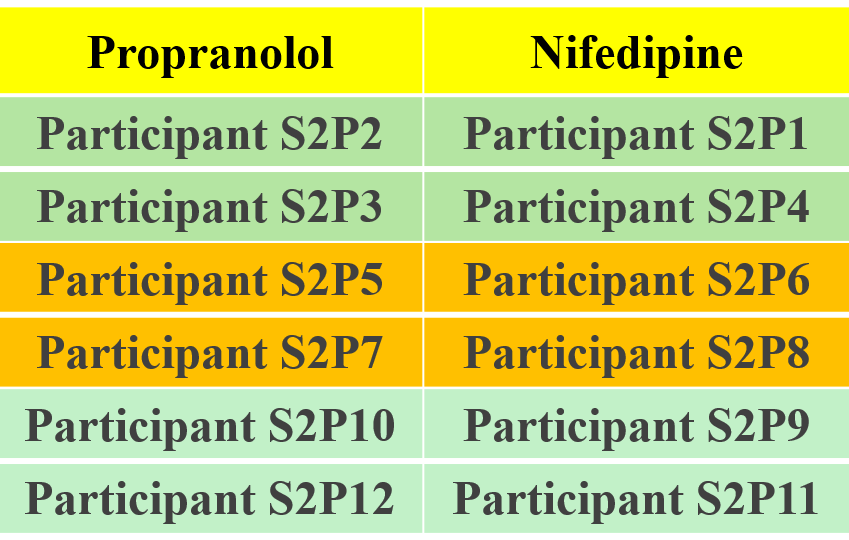 Propranolol Nifedipine
Participant S2P2 Participant S2P1
Participant S2P3 Participant S2P4
Participant S2P5 Participant S2P6
Participant S2P7 Participant S2P8
Participant S2P10 Participant S2P9
Participant S2P12 Participant S2P11